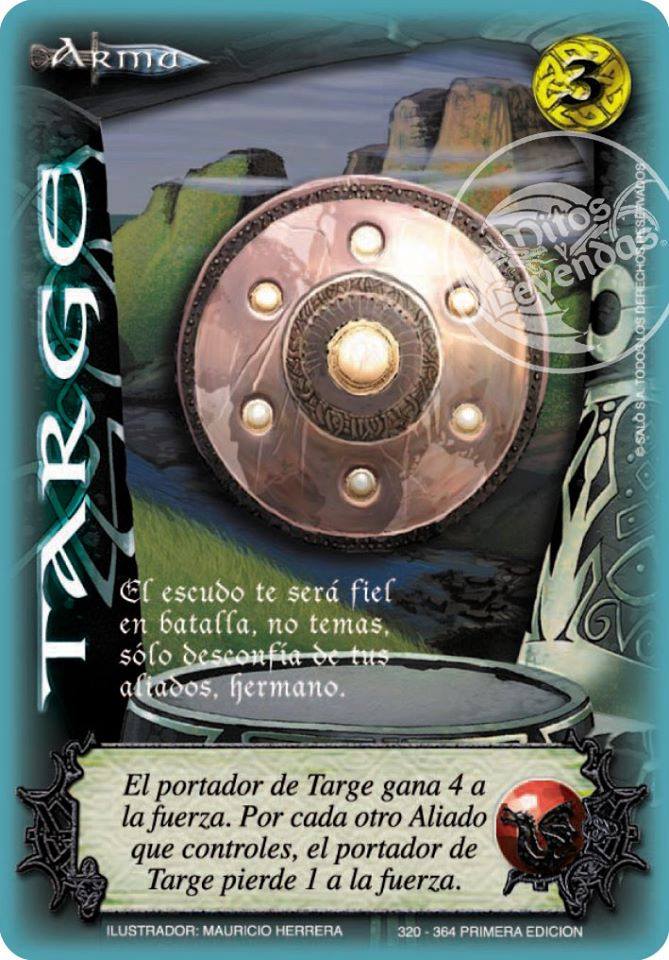 Arma
3
TARGE
Mitos
y
Leyendas
© SALO S.A. TODOS LOS DERECHOS RESERVADOS
El escudo te será fiel
en batalla, no temas,
sólo desconfía de tus
aliados, hermano.
El portador de Targe gana 4 a
la fuerza. Por cada otro Aliado
que controles, el portador de
Targe pierde 1 a la fuerza.
ILUSTRADOR: MAURICIO HERRERA 320 - 364 PRIMERA EDICION